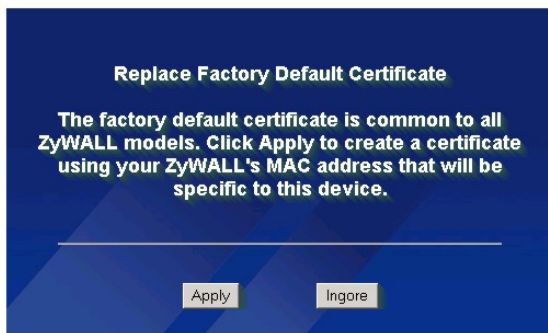 Replace Factory Default Certificate
The factory default certificate is common to all
ZyWALL models. Click Apply to create a certificate
using your ZyWALL's MAC address that will be
specific to this device.
Apply
Ingore